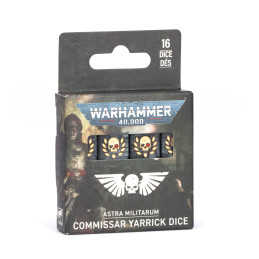 16
DICE
DÉS
WARHAMMER
40,000
ASTRA MILITARUM
COMMISSAR YARRICK DICE